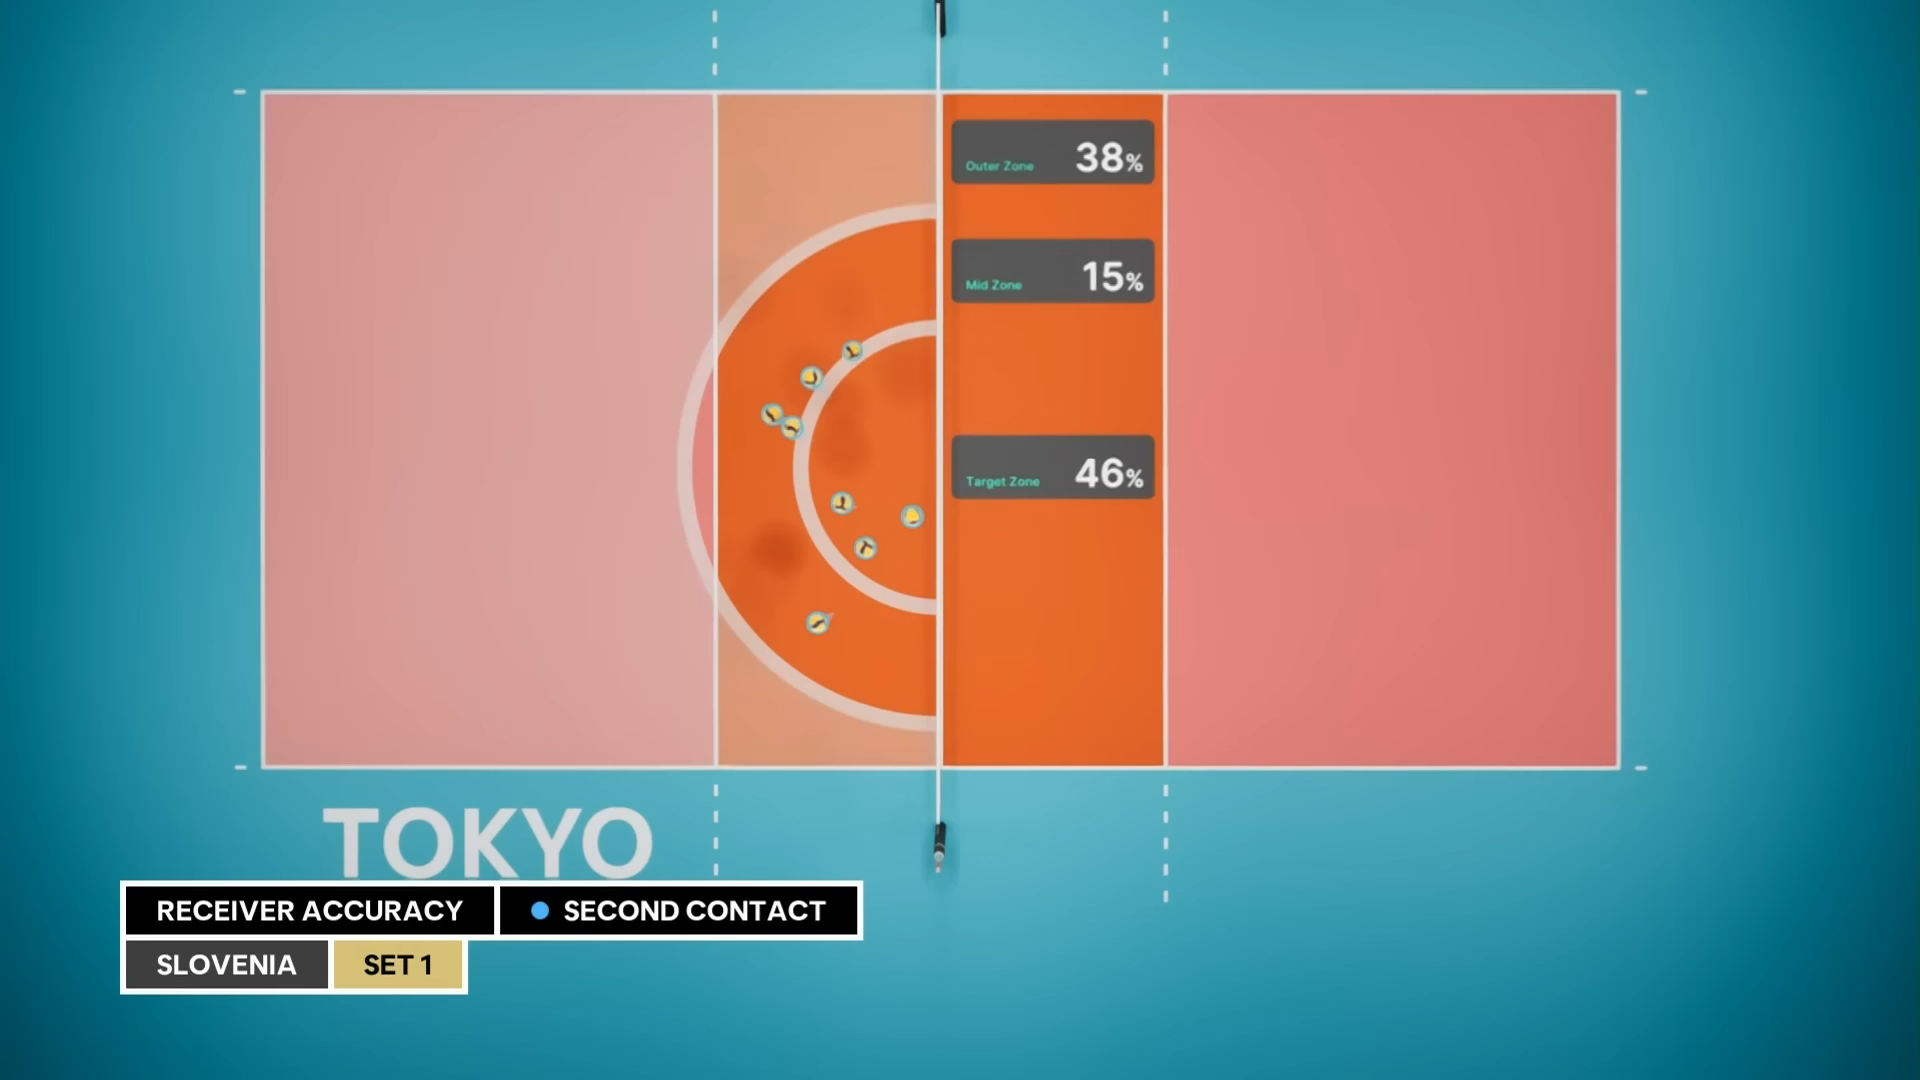 Outer Zone 38%
Mid Zone 15%
Target Zone 46%
TOKYO
RECEIVER ACCURACY SECOND CONTACT
SLOVENIA SET 1